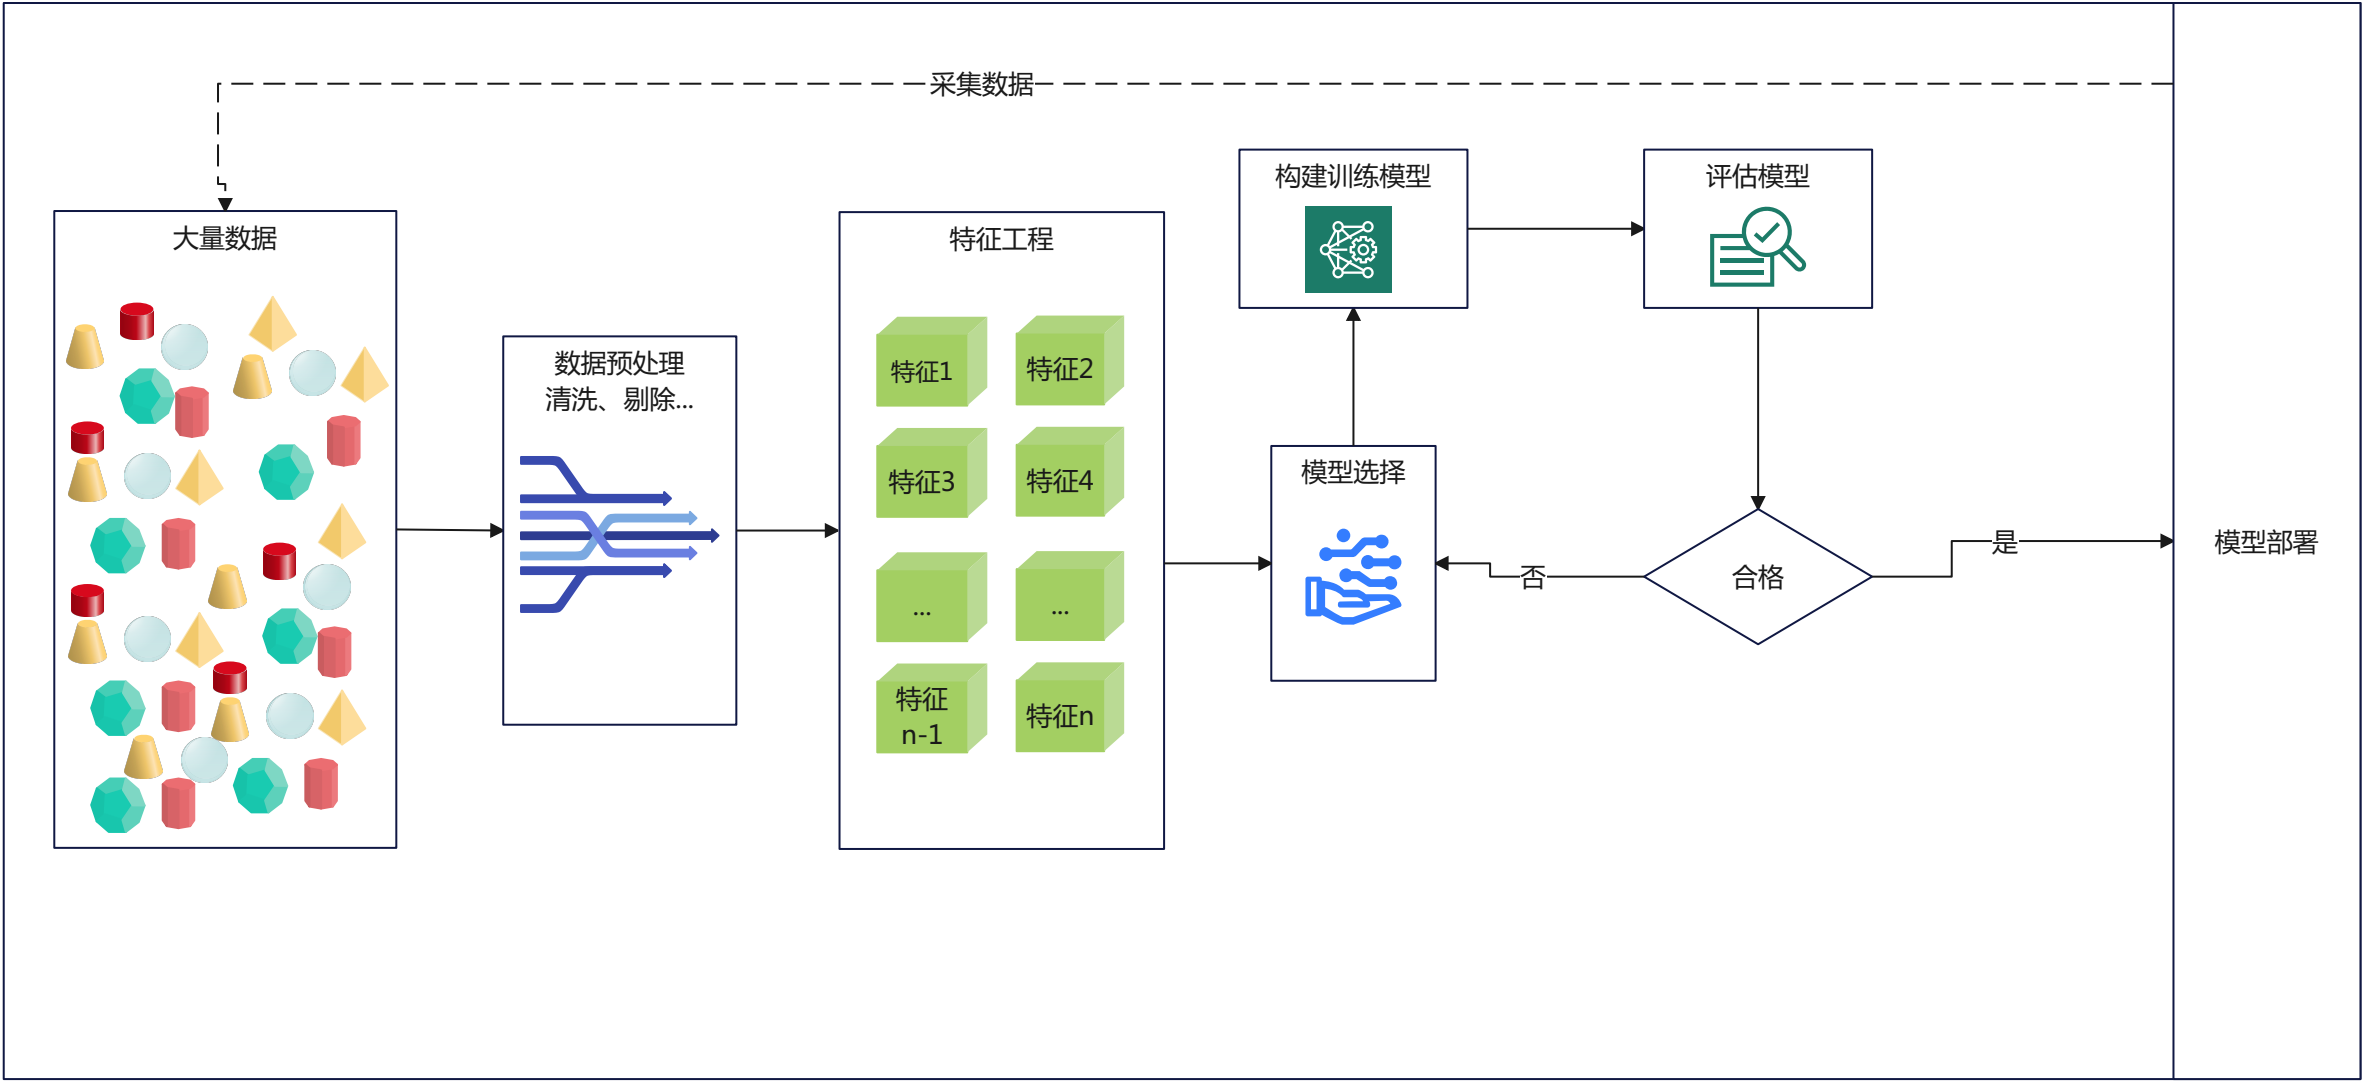 采集数据
大量数据
数据预处理
清洗、剔除...
特征工程
特征1
特征2
特征3
特征4
...
...
特征
n-1
特征n
构建训练模型
评估模型
模型选择
否
合格
是
模型部署